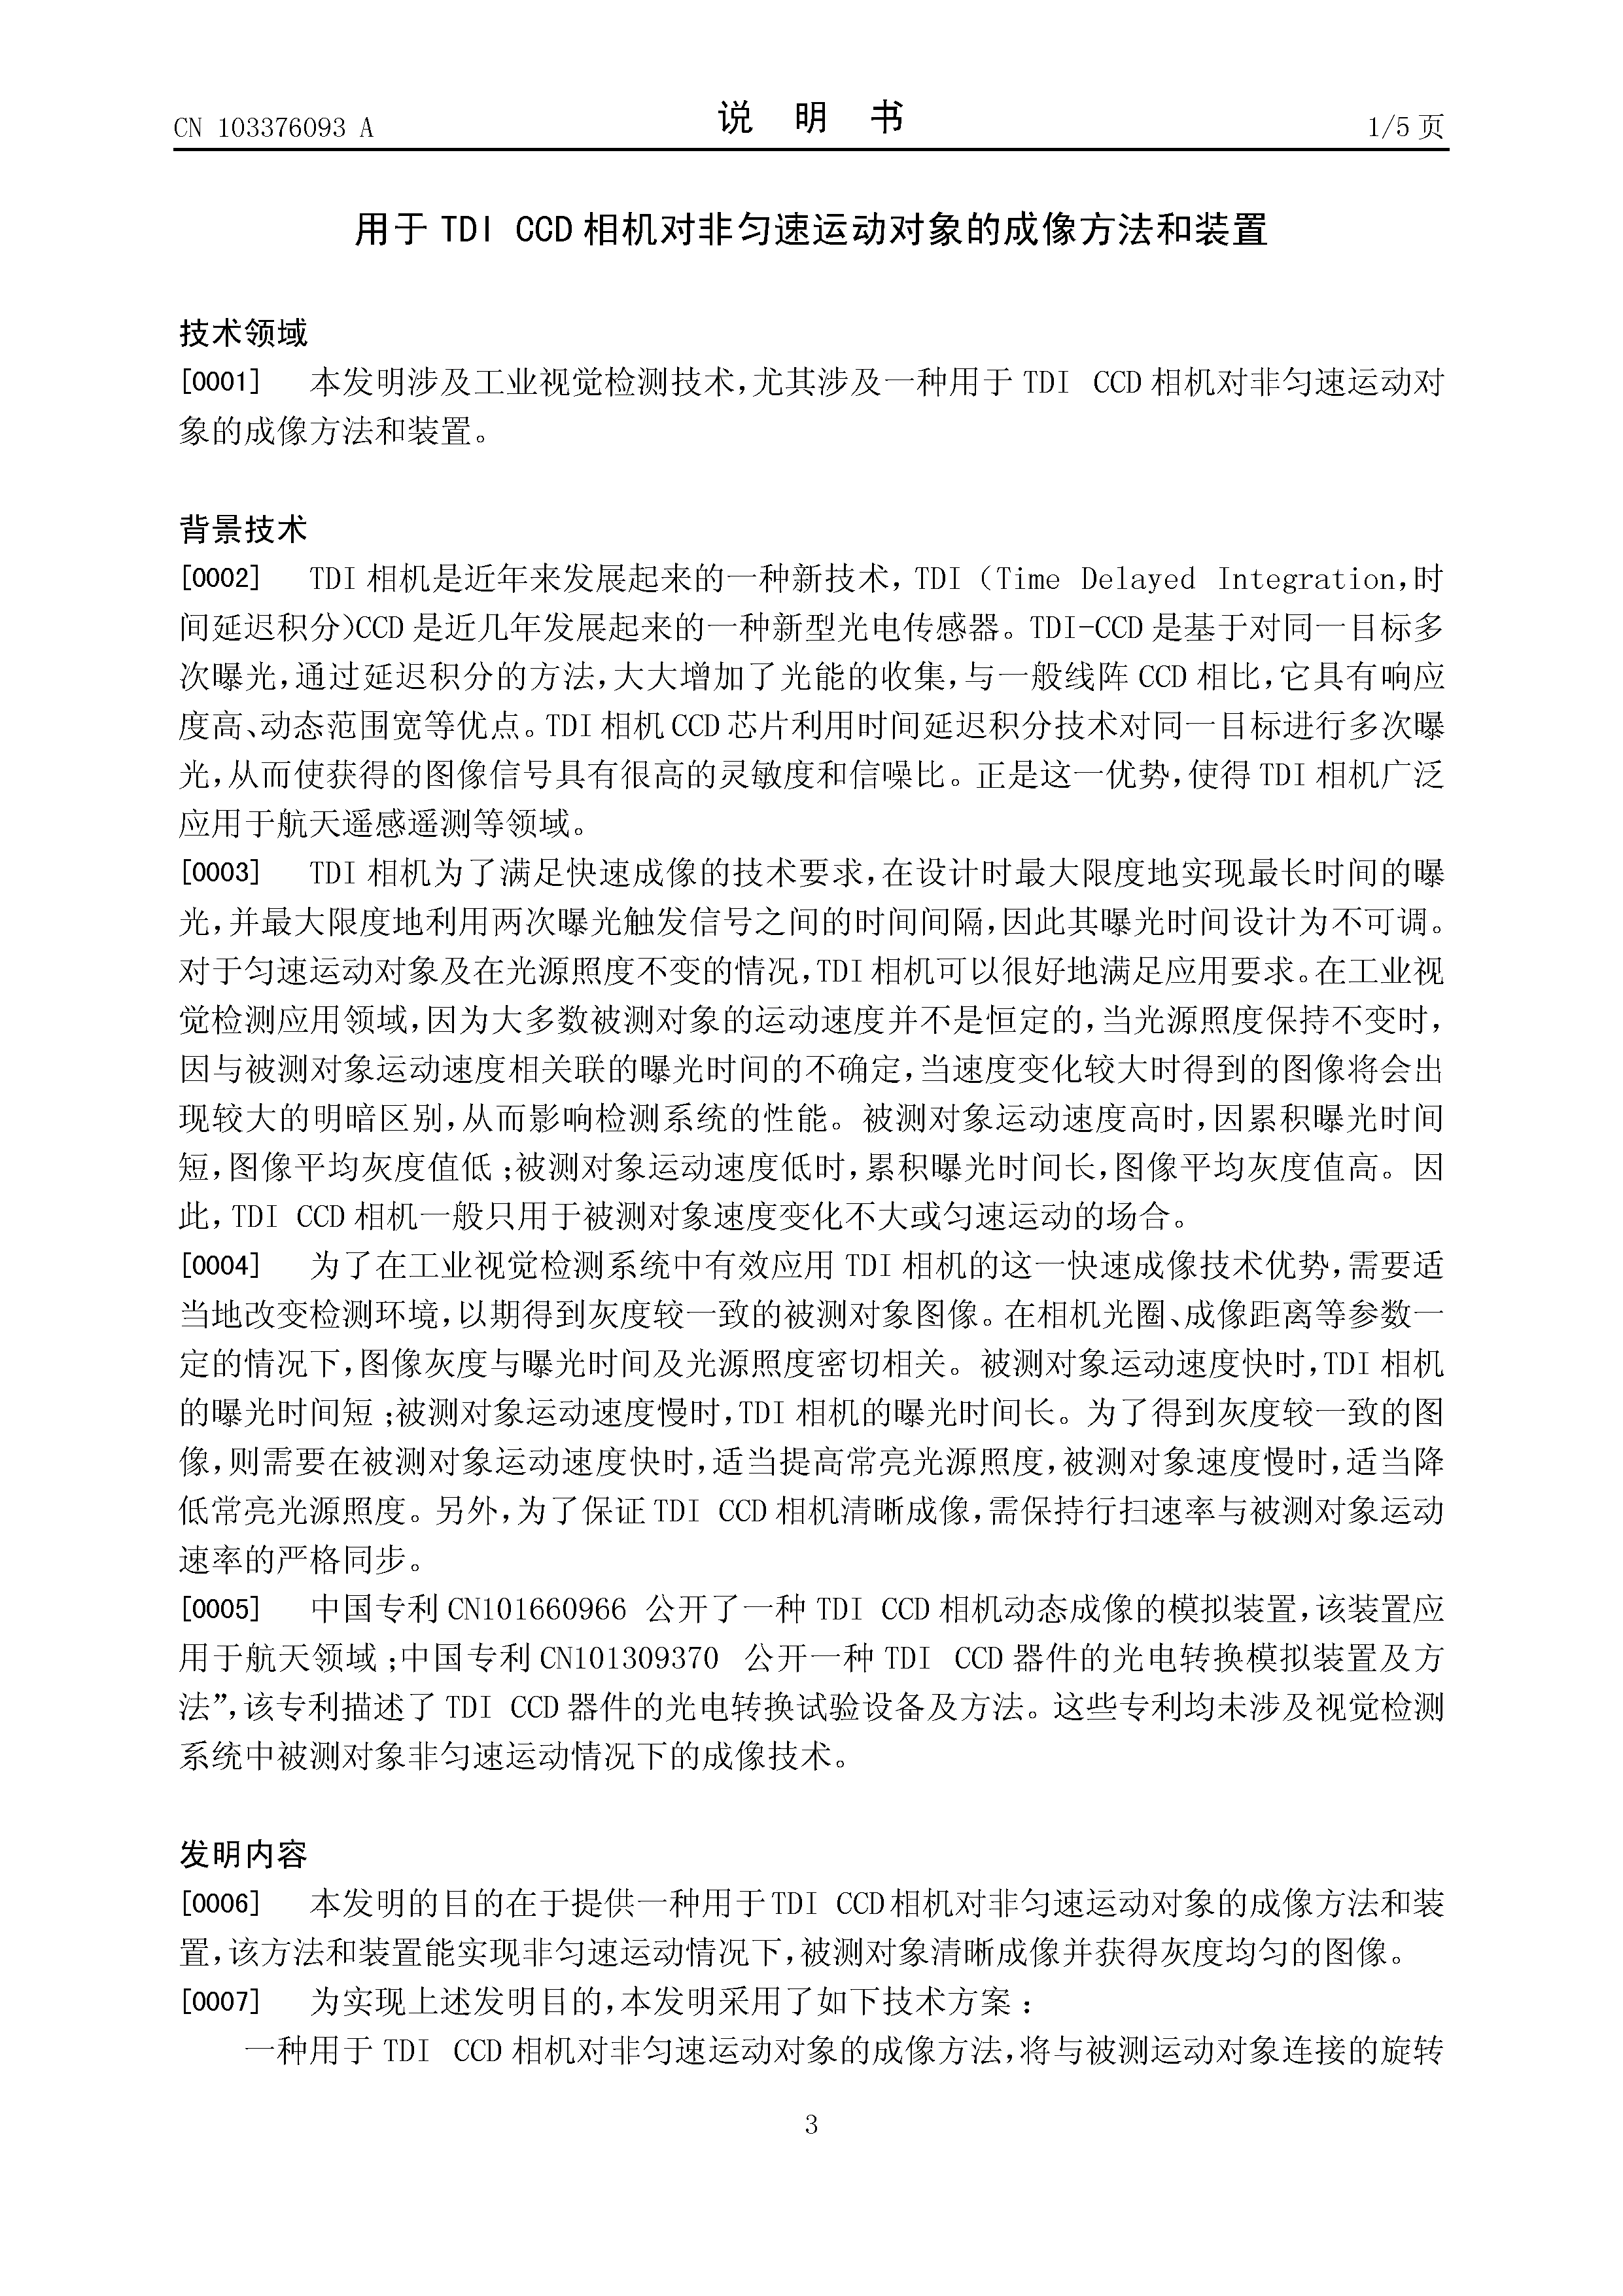 CN 103376093 A
说 明 书
1/5 页
用于 TDI CCD 相机对非匀速运动对象的成像方法和装置
技术领域
[0001] 本发明涉及工业视觉检测技术,尤其涉及一种用于 TDI CCD 相机对非匀速运动对
象的成像方法和装置。
背景技术
[0002] TDI 相机是近年来发展起来的一种新技术, TDI（Time Delayed Integration,时
间延迟积分)CCD 是近几年发展起来的一种新型光电传感器。TDI-CCD 是基于对同一目标多
次曝光,通过延迟积分的方法,大大增加了光能的收集,与一般线阵 CCD 相比,它具有响应
度高、动态范围宽等优点。TDI 相机 CCD 芯片利用时间延迟积分技术对同一目标进行多次曝
光,从而使获得的图像信号具有很高的灵敏度和信噪比。正是这一优势,使得 TDI 相机广泛
应用于航天遥感遥测等领域。
[0003] TDI 相机为了满足快速成像的技术要求,在设计时最大限度地实现最长时间的曝
光,并最大限度地利用两次曝光触发信号之间的时间间隔,因此其曝光时间设计为不可调。
对于匀速运动对象及在光源照度不变的情况,TDI 相机可以很好地满足应用要求。在工业视
觉检测应用领域,因为大多数被测对象的运动速度并不是恒定的,当光源照度保持不变时,
因与被测对象运动速度相关联的曝光时间的不确定,当速度变化较大时得到的图像将会出
现较大的明暗区别,从而影响检测系统的性能。被测对象运动速度高时,因累积曝光时间
短,图像平均灰度值低 ;被测对象运动速度低时,累积曝光时间长,图像平均灰度值高。因
此,TDI CCD 相机一般只用于被测对象速度变化不大或匀速运动的场合。
[0004] 为了在工业视觉检测系统中有效应用 TDI 相机的这一快速成像技术优势,需要适
当地改变检测环境,以期得到灰度较一致的被测对象图像。在相机光圈、成像距离等参数一
定的情况下,图像灰度与曝光时间及光源照度密切相关。被测对象运动速度快时,TDI 相机
的曝光时间短 ;被测对象运动速度慢时,TDI 相机的曝光时间长。为了得到灰度较一致的图
像,则需要在被测对象运动速度快时,适当提高常亮光源照度,被测对象速度慢时,适当降
低常亮光源照度。另外,为了保证 TDI CCD 相机清晰成像,需保持行扫速率与被测对象运动
速率的严格同步。
[0005] 中国专利 CN101660966 公开了一种 TDI CCD 相机动态成像的模拟装置,该装置应
用于航天领域 ;中国专利 CN101309370 公开一种 TDI CCD 器件的光电转换模拟装置及方
法”,该专利描述了 TDI CCD 器件的光电转换试验设备及方法。这些专利均未涉及视觉检测
系统中被测对象非匀速运动情况下的成像技术。
发明内容
[0006] 本发明的目的在于提供一种用于 TDI CCD 相机对非匀速运动对象的成像方法和装
置,该方法和装置能实现非匀速运动情况下,被测对象清晰成像并获得灰度均匀的图像。
[0007] 为实现上述发明目的,本发明采用了如下技术方案 :
一种用于 TDI CCD 相机对非匀速运动对象的成像方法,将与被测运动对象连接的旋转
3